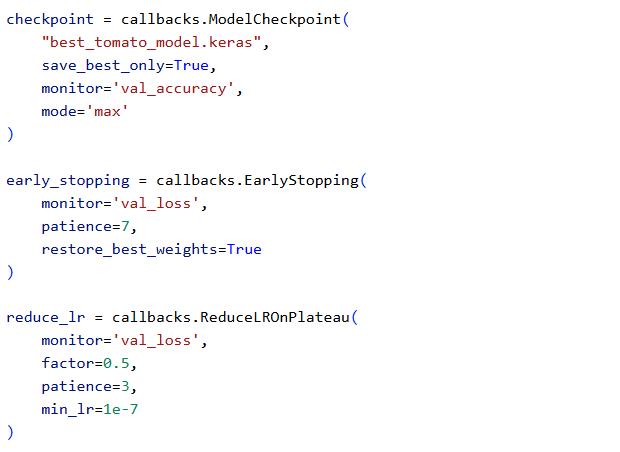 checkpoint = callbacks.ModelCheckpoint(
    "best_tomato_model.keras",
    save_best_only=True,
    monitor='val_accuracy',
    mode='max'
)

early_stopping = callbacks.EarlyStopping(
    monitor='val_loss',
    patience=7,
    restore_best_weights=True
)

reduce_lr = callbacks.ReduceLROnPlateau(
    monitor='val_loss',
    factor=0.5,
    patience=3,
    min_lr=1e-7
)